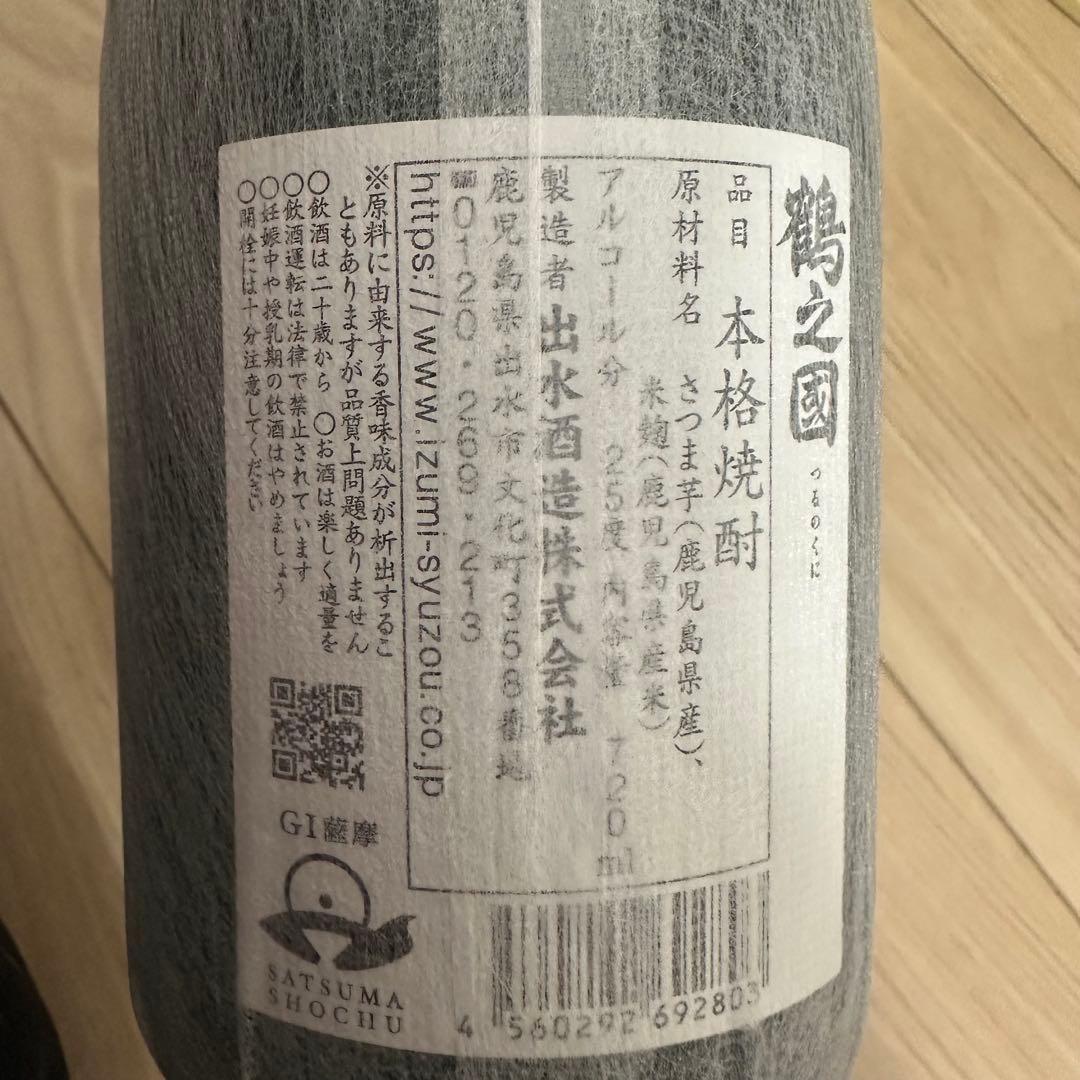 鶴之國
つるのくに
品目 本格焼酎
原材料名 さつま芋(鹿児島県産)、
米麹(鹿児島県産米)
アルコール分 25度 内容量 720ml
製造者 出水酒造株式会社
鹿児島県出水市文化町358番地
0120・269・213
https://www.izumi-syuzou.co.jp
※原料に由来する香味成分が析出するこ
ともありますが品質上問題ありません
○飲酒は二十歳から ○お酒は楽しく適量を
○飲酒運転は法律で禁止されています
○妊娠中や授乳期の飲酒はやめましょう
○開栓には十分注意してください
GI薩摩
SATSUMA
SHOCHU
4 560292 692803